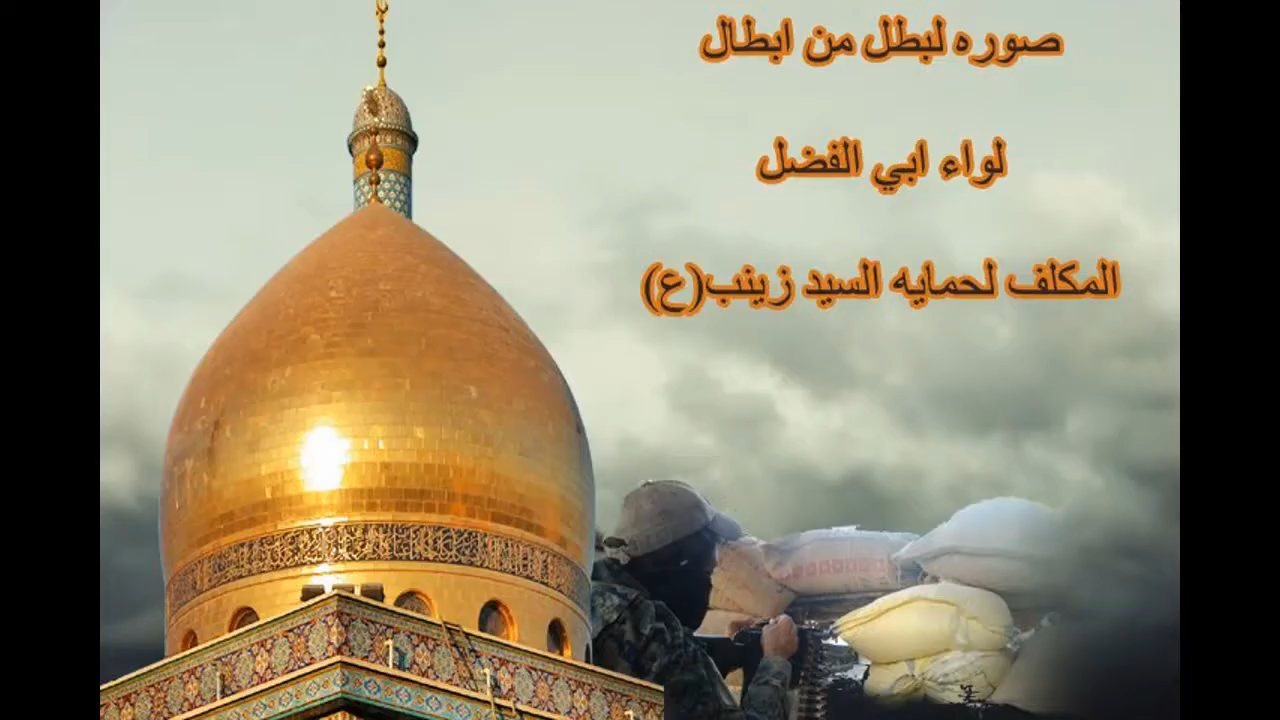 صوره لبطل من ابطال
لواء ابي الفضل
المكلف لحمايه السيد زينب(ع)